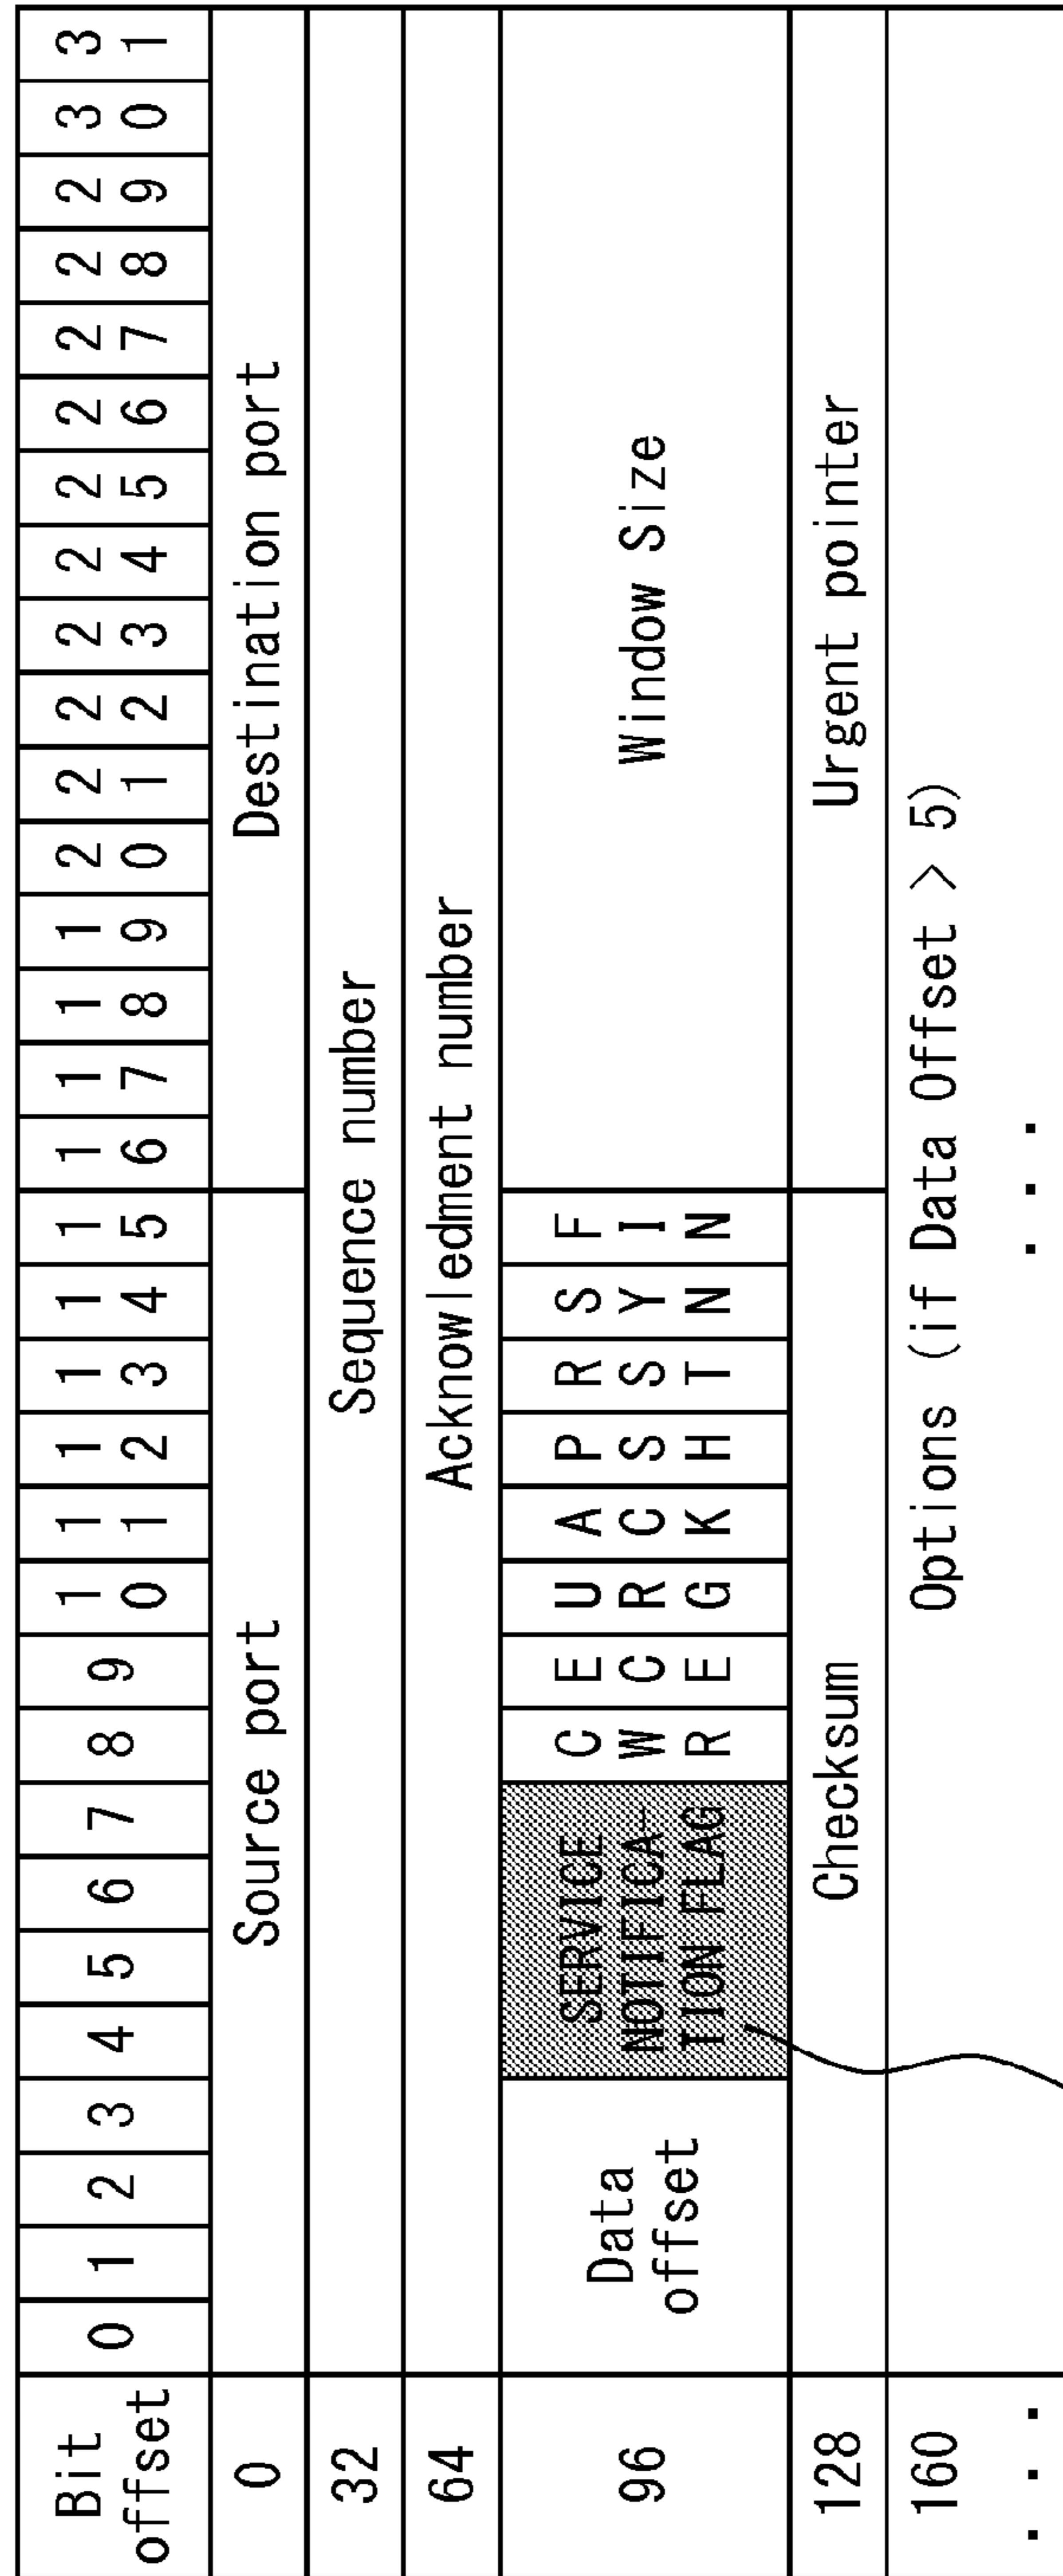 Bit offset 0 1 2 3 4 5 6 7 8 9 10 11 12 13 14 15 16 17 18 19 20 21 22 23 24 25 26 27 28 29 30 31
0 Source port Destination port
32 Sequence number
64 Acknowledment number
96 Data offset SERVICE NOTIFICA-TION FLAG CWR ECE URG ACK PSH RST SYN FIN Window Size
128 Checksum Urgent pointer
160 Options (if Data Offset > 5)
... ...